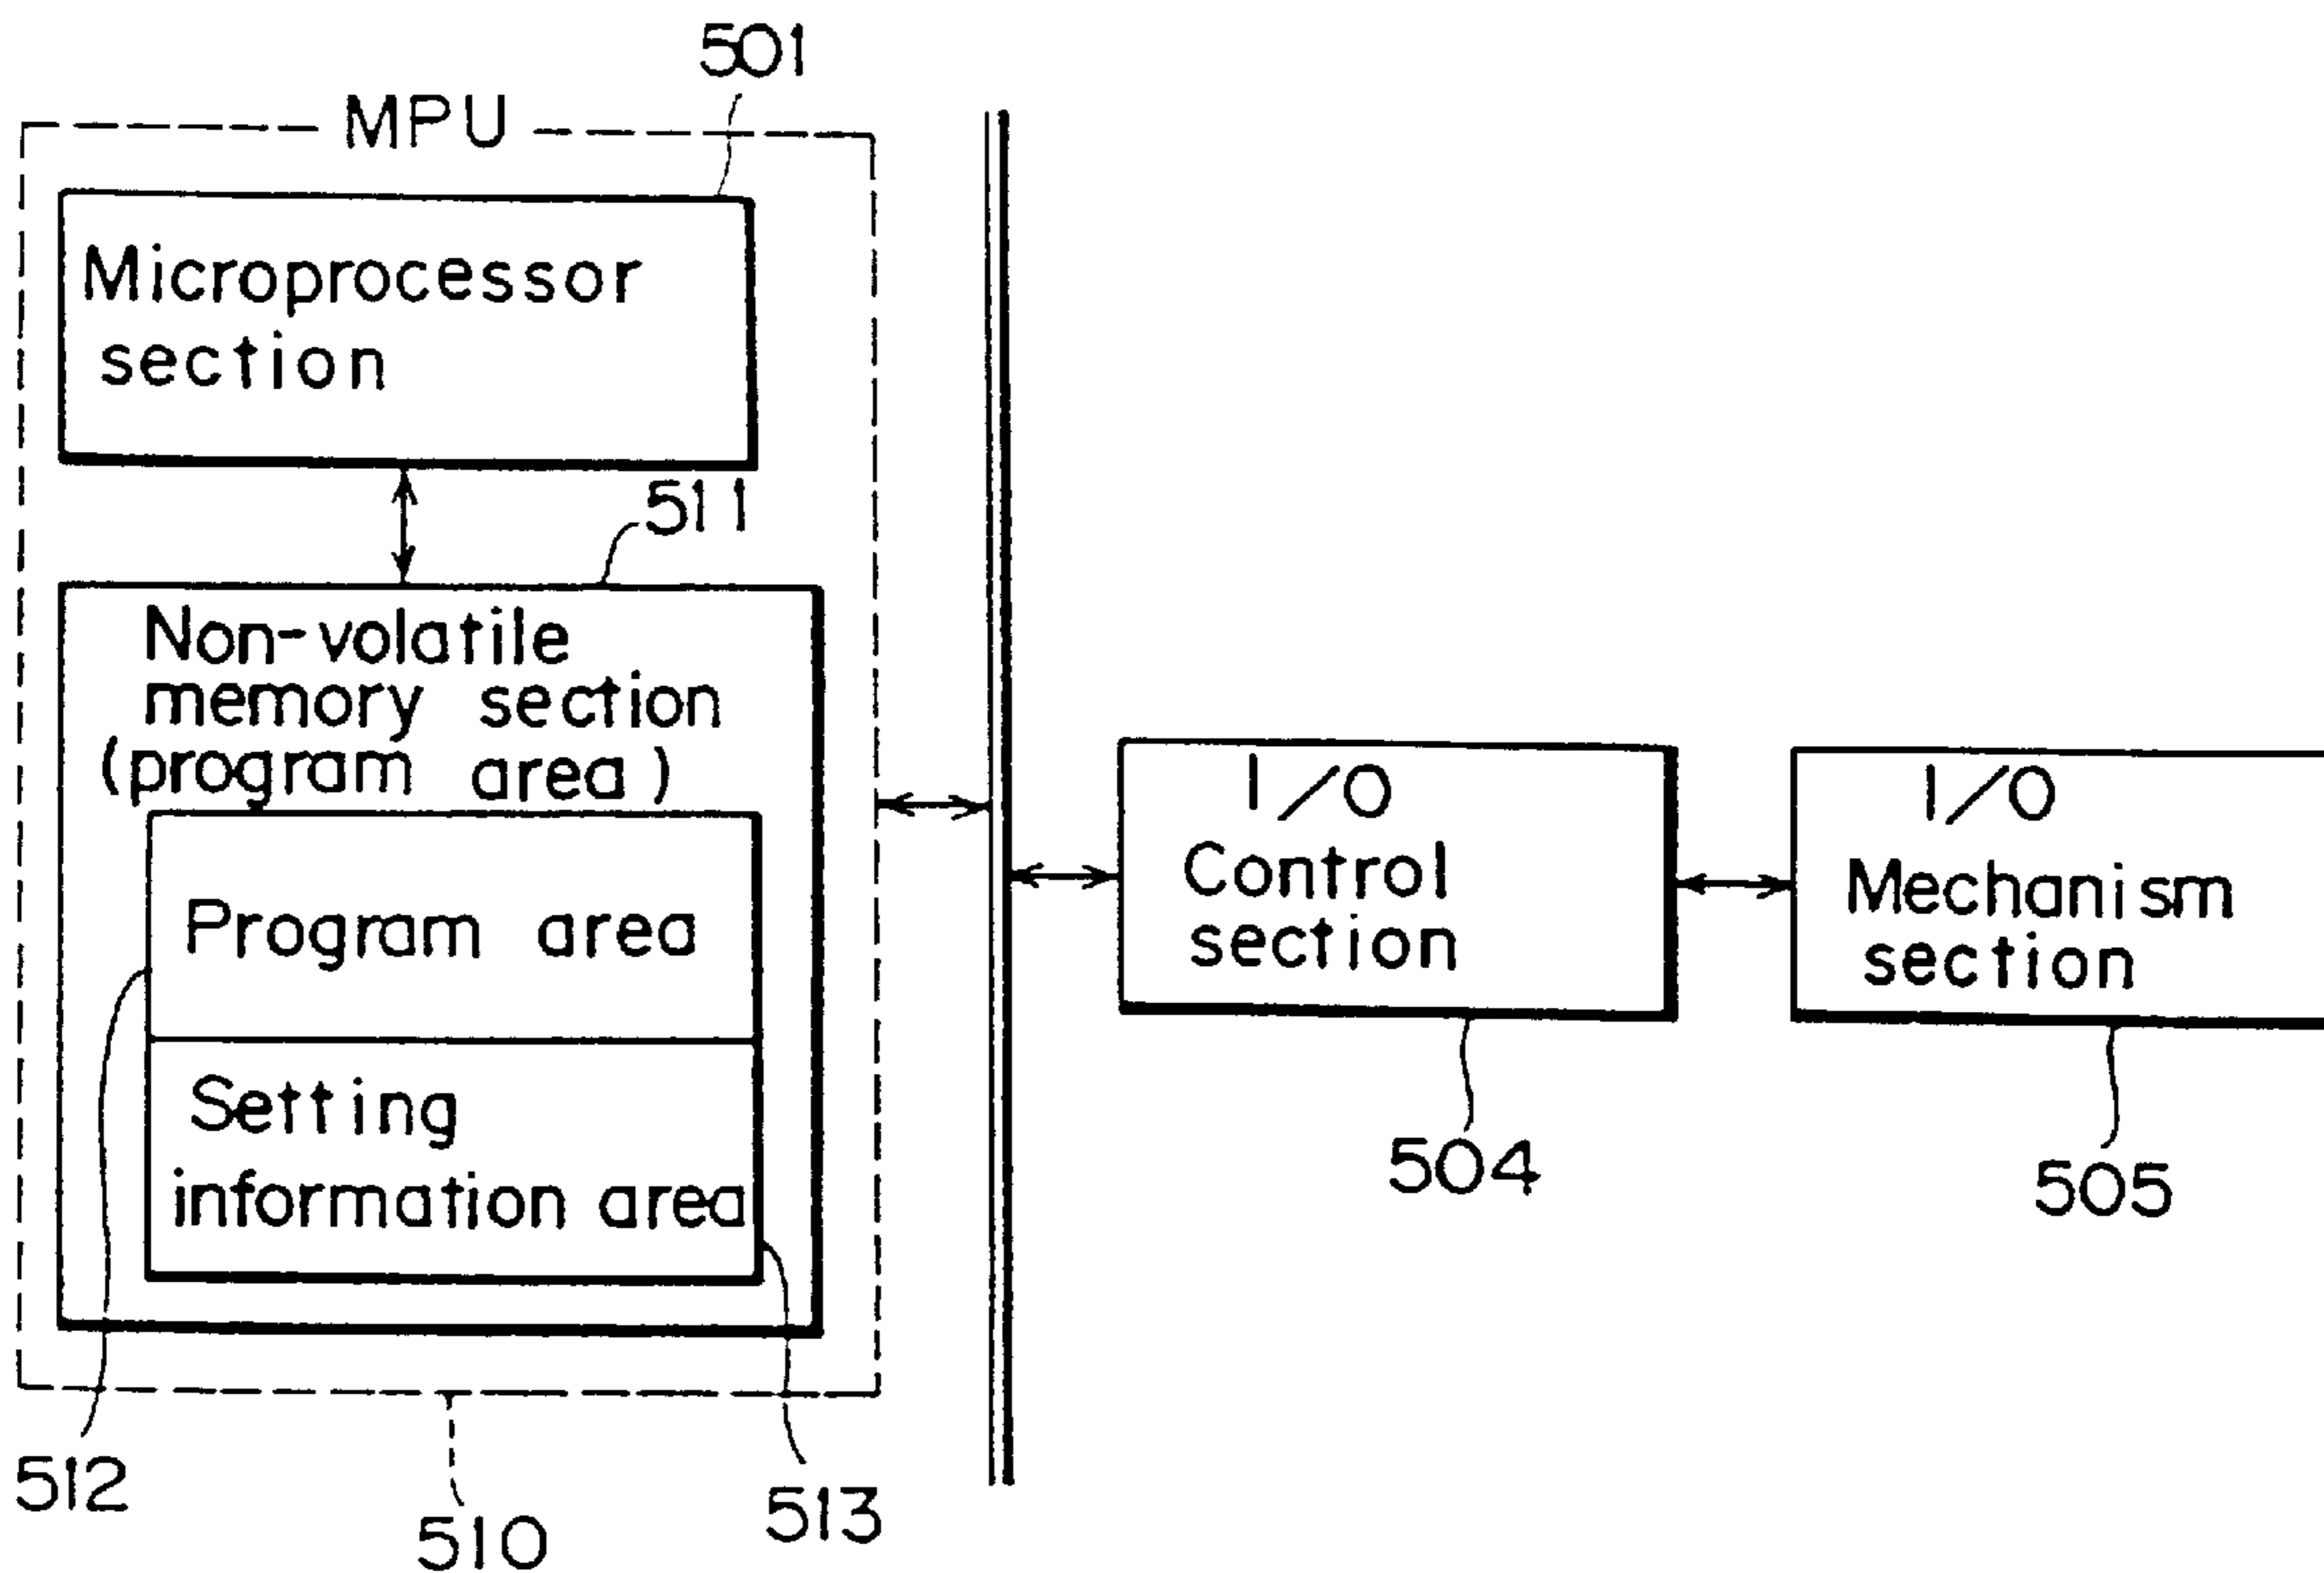 501
MPU
Microprocessor
section
511
Non-volatile
memory section
(program area)
Program area
Setting
information area
512
510
513
I/O
Control
section
504
I/O
Mechanism
section
505